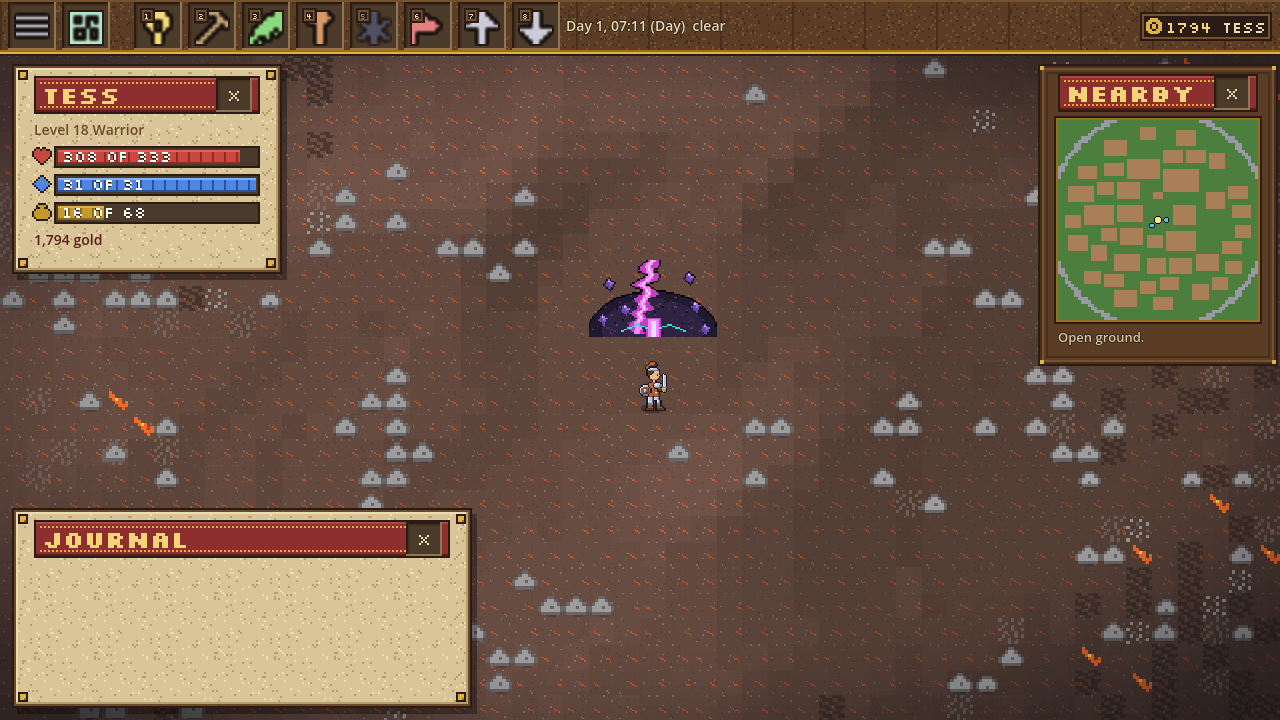 1 2 3 4 5 6 7 8 Day 1, 07:11 (Day) clear 1794 TESS
TESS
Level 18 Warrior
308 OF 333
31 OF 31
18 OF 68
1,794 gold
NEARBY
Open ground.
JOURNAL